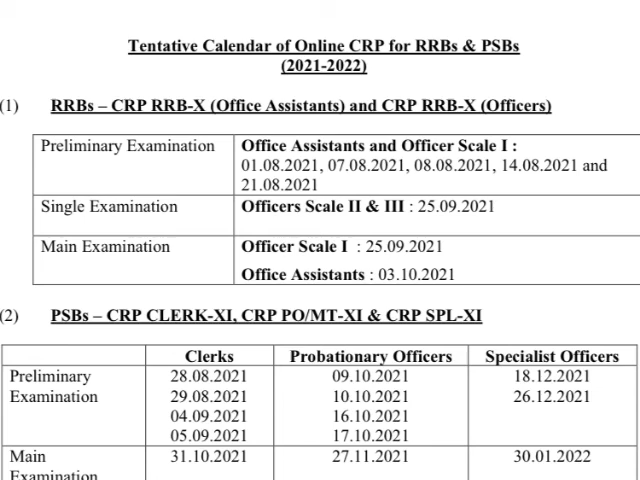 Tentative Calendar of Online CRP for RRBs & PSBs
(2021-2022)
(1) RRBs – CRP RRB-X (Office Assistants) and CRP RRB-X (Officers)
Preliminary Examination Office Assistants and Officer Scale I :
01.08.2021, 07.08.2021, 08.08.2021, 14.08.2021 and
21.08.2021
Single Examination Officers Scale II & III : 25.09.2021
Main Examination Officer Scale I : 25.09.2021
Office Assistants : 03.10.2021
(2) PSBs – CRP CLERK-XI, CRP PO/MT-XI & CRP SPL-XI
Clerks Probationary Officers Specialist Officers
Preliminary 28.08.2021 09.10.2021 18.12.2021
Examination 29.08.2021 10.10.2021 26.12.2021
04.09.2021 16.10.2021
05.09.2021 17.10.2021
Main 31.10.2021 27.11.2021 30.01.2022
Examination